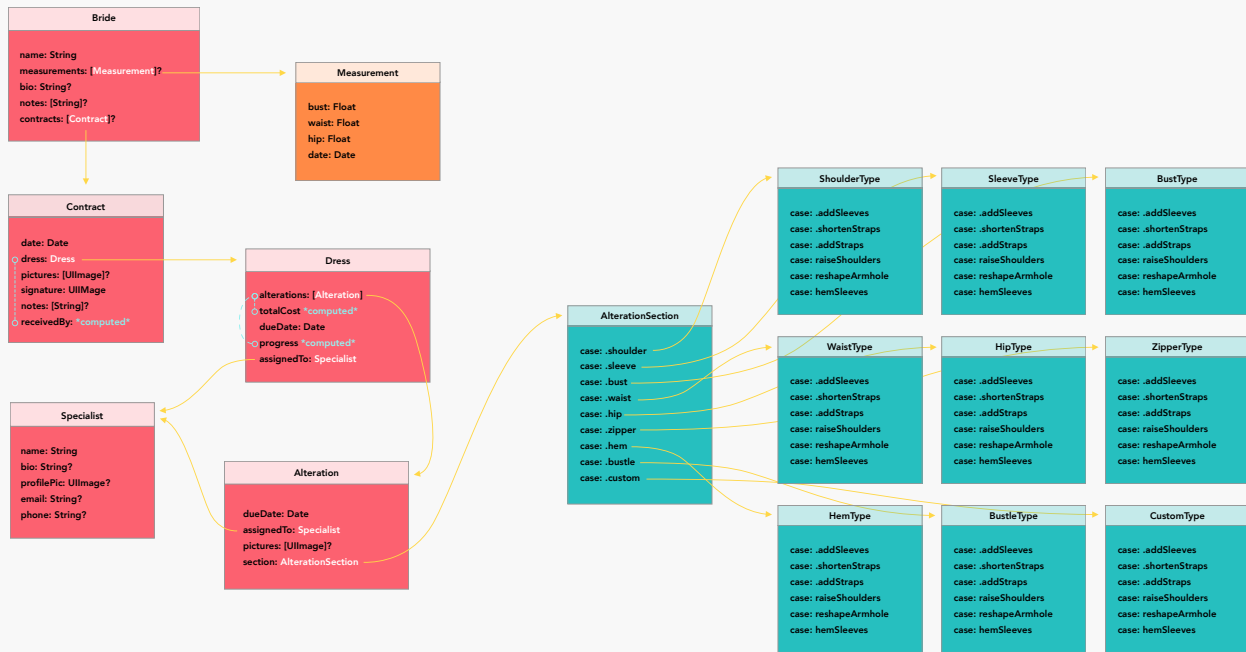 Bride
name: String
measurements: [Measurement]?
bio: String?
notes: [String]?
contracts: [Contract]?
Measurement
bust: Float
waist: Float
hip: Float
date: Date
Contract
date: Date
dress: Dress
pictures: [UIImage]?
signature: UIIMage
notes: [String]?
receivedBy: *computed*
Dress
alterations: [Alteration]
totalCost *computed*
dueDate: Date
progress *computed*
assignedTo: Specialist
Specialist
name: String
bio: String?
profilePic: UIImage?
email: String?
phone: String?
Alteration
dueDate: Date
assignedTo: Specialist
pictures: [UIImage]?
section: AlterationSection
AlterationSection
case: .shoulder
case: .sleeve
case: .bust
case: .waist
case: .hip
case: .zipper
case: .hem
case: .bustle
case: .custom
ShoulderType
case: .addSleeves
case: .shortenStraps
case: .addStraps
case: raiseShoulders
case: reshapeArmhole
case: hemSleeves
SleeveType
case: .addSleeves
case: .shortenStraps
case: .addStraps
case: raiseShoulders
case: reshapeArmhole
case: hemSleeves
BustType
case: .addSleeves
case: .shortenStraps
case: .addStraps
case: raiseShoulders
case: reshapeArmhole
case: hemSleeves
WaistType
case: .addSleeves
case: .shortenStraps
case: .addStraps
case: raiseShoulders
case: reshapeArmhole
case: hemSleeves
HipType
case: .addSleeves
case: .shortenStraps
case: .addStraps
case: raiseShoulders
case: reshapeArmhole
case: hemSleeves
ZipperType
case: .addSleeves
case: .shortenStraps
case: .addStraps
case: raiseShoulders
case: reshapeArmhole
case: hemSleeves
HemType
case: .addSleeves
case: .shortenStraps
case: .addStraps
case: raiseShoulders
case: reshapeArmhole
case: hemSleeves
BustleType
case: .addSleeves
case: .shortenStraps
case: .addStraps
case: raiseShoulders
case: reshapeArmhole
case: hemSleeves
CustomType
case: .addSleeves
case: .shortenStraps
case: .addStraps
case: raiseShoulders
case: reshapeArmhole
case: hemSleeves